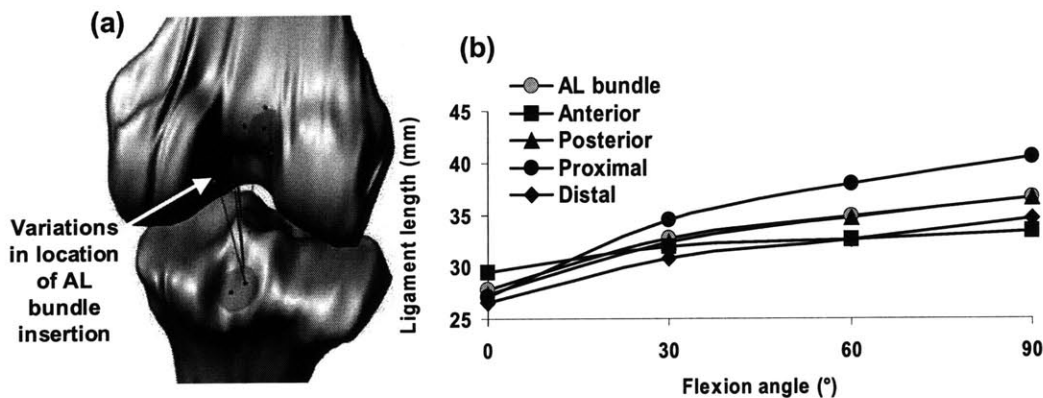 (a)
Variations
in location
of AL
bundle
insertion
(b)
AL bundle
Anterior
Posterior
Proximal
Distal
Ligament length (mm)
45
40
35
30
25
0 30 60 90
Flexion angle (°)